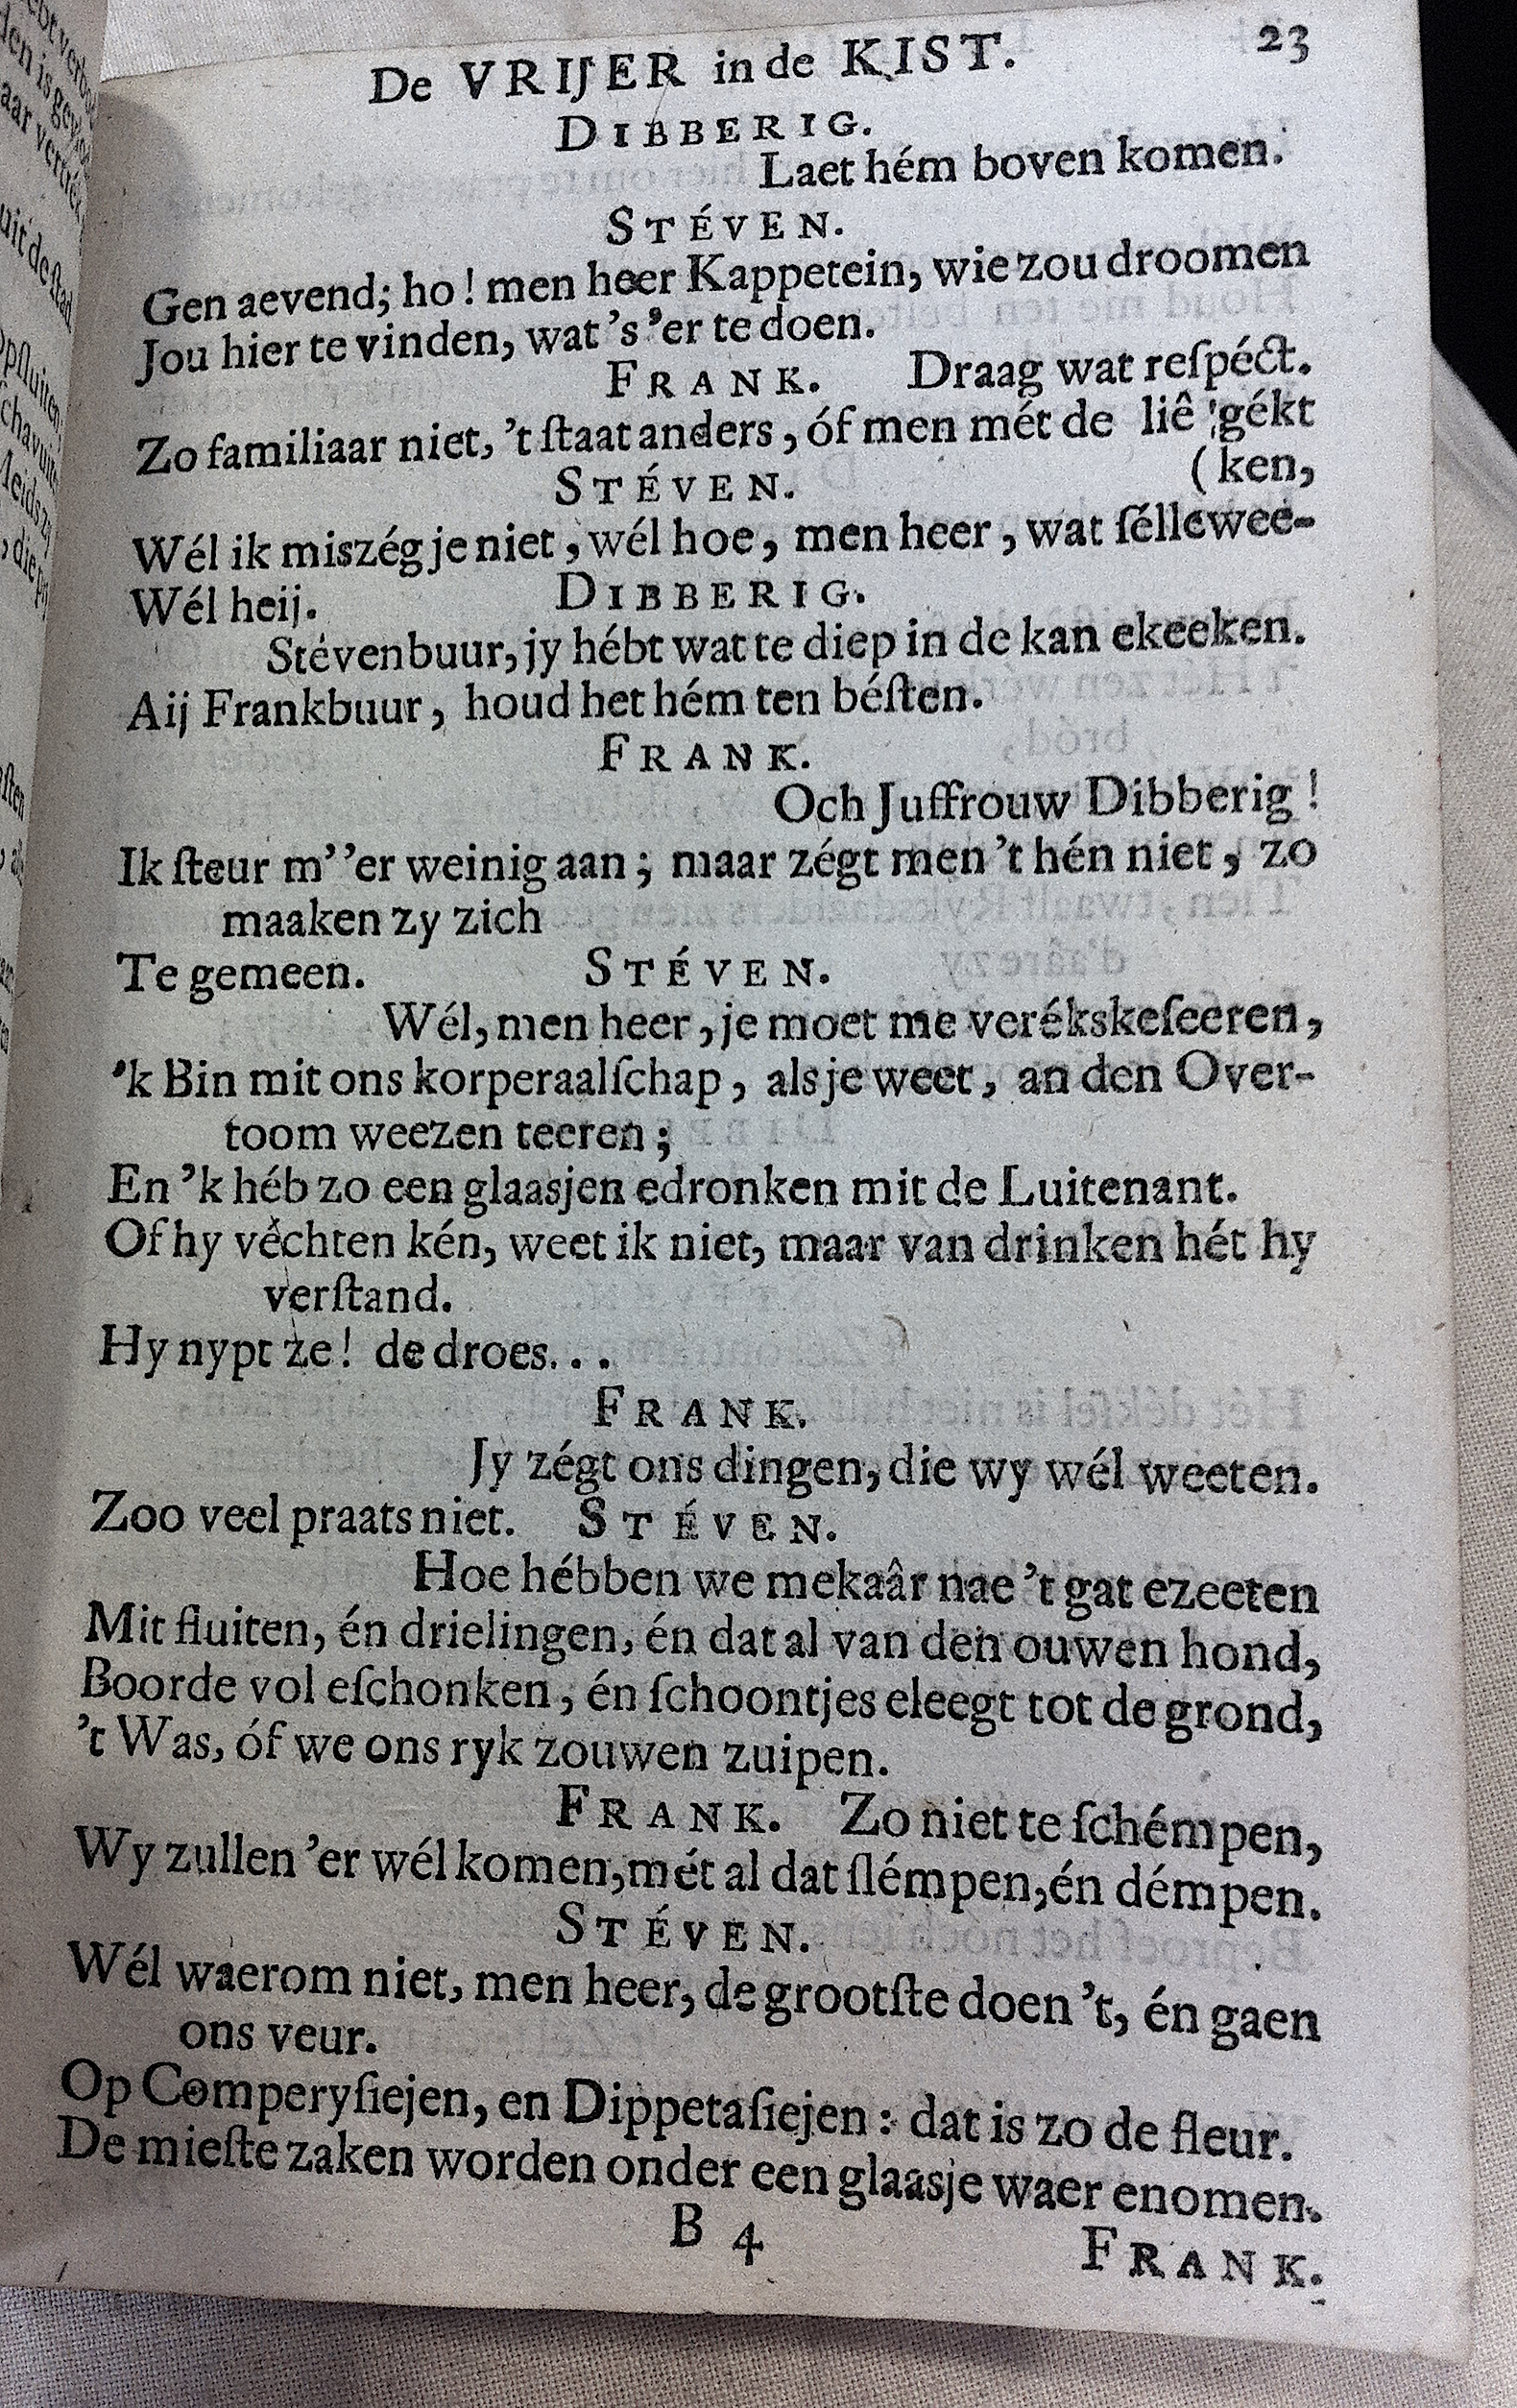 De VRIJER in de KIST. 23
DIBBERIG.
Laet hém boven komen.
STÉVEN.
Gen aevend; ho! men heer Kappetein, wie zou droomen
Jou hier te vinden, wat 's 'er te doen.
FRANK. Draag wat reſpéct.
Zo familiaar niet, 't ſtaat anders, óf men mét de liê gékt
STÉVEN. (ken,
Wél ik miszég je niet, wél hoe, men heer, wat ſéllewee-
Wél heij. DIBBERIG.
Stévenbuur, jy hébt wat te diep in de kan ekeeken.
Aij Frankbuur, houd het hém ten béſten.
FRANK.
Och Juffrouw Dibberig!
Ik ſteur m' 'er weinig aan; maar zégt men 't hén niet, zo
maaken zy zich
Te gemeen. STÉVEN.
Wél, men heer, je moet me verékskeſeeren,
'k Bin mit ons korperaalſchap, als je weet, an den Over-
toom weezen teeren;
En 'k héb zo een glaasjen edronken mit de Luitenant.
Of hy véchten kén, weet ik niet, maar van drinken hét hy
verſtand.
Hy nypt ze! de droes...
FRANK.
Jy zégt ons dingen, die wy wél weeten.
Zoo veel praats niet. STÉVEN.
Hoe hébben we mekaâr nae 't gat ezeeten
Mit fluiten, én drielingen, én dat al van den ouwen hond,
Boorde vol eſchonken, én ſchoontjes eleegt tot de grond,
't Was, óf we ons ryk zouwen zuipen.
FRANK. Zo niet te ſchémpen,
Wy zullen 'er wél komen, mét al dat ſlémpen, én démpen.
STÉVEN.
Wél waerom niet, men heer, de grootſte doen 't, én gaen
ons veur.
Op Comperyſiejen, en Dippetaſiejen: dat is zo de fleur.
De mieſte zaken worden onder een glaasje waer enomen.
B 4 FRANK.